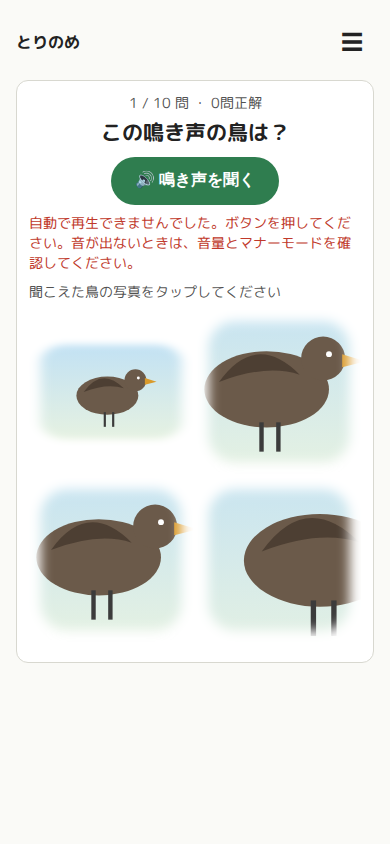 とりのめ
1 / 10 問 · 0問正解
この鳴き声の鳥は？
鳴き声を聞く
自動で再生できませんでした。ボタンを押してくだ
さい。音が出ないときは、音量とマナーモードを確
認してください。
聞こえた鳥の写真をタップしてください